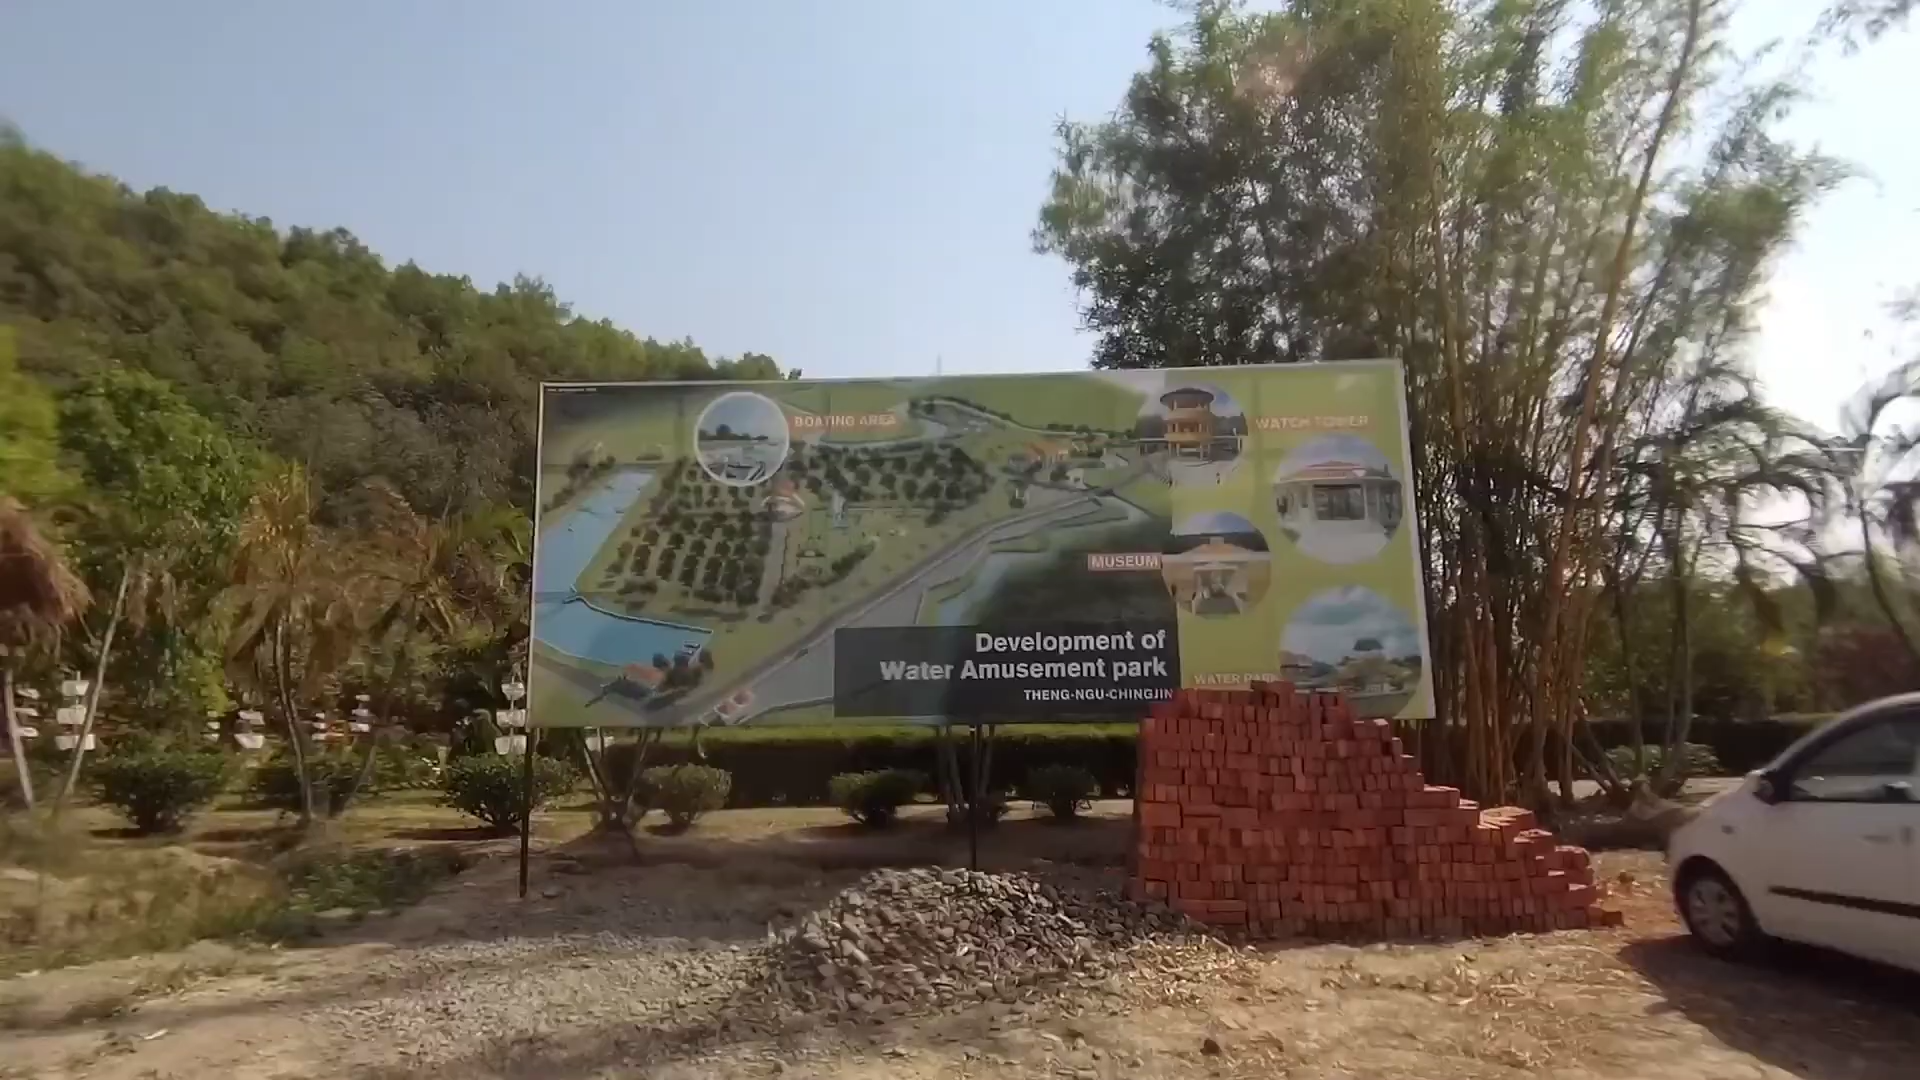 BOATING AREA
WATCH TOWER
MUSEUM
Development of
Water Amusement park
THENG-NGU-CHINGJIN
WATER PARK